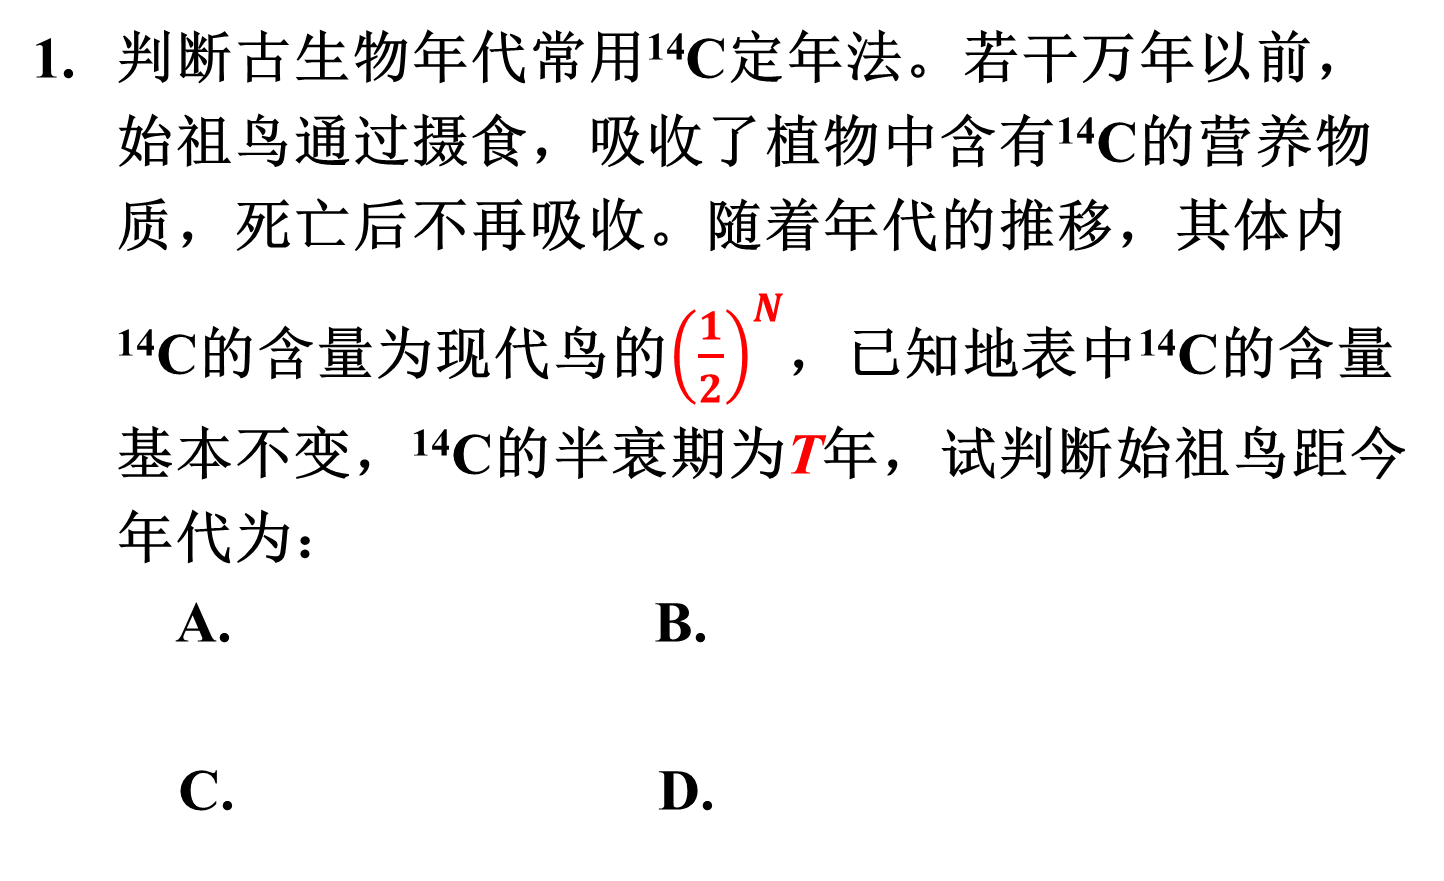 1. 判断古生物年代常用¹⁴C定年法。若干万年以前，
始祖鸟通过摄食，吸收了植物中含有¹⁴C的营养物
质，死亡后不再吸收。随着年代的推移，其体内
¹⁴C的含量为现代鸟的(1/2)^N，已知地表中¹⁴C的含量
基本不变，¹⁴C的半衰期为T年，试判断始祖鸟距今
年代为：
A. B.
C. D.